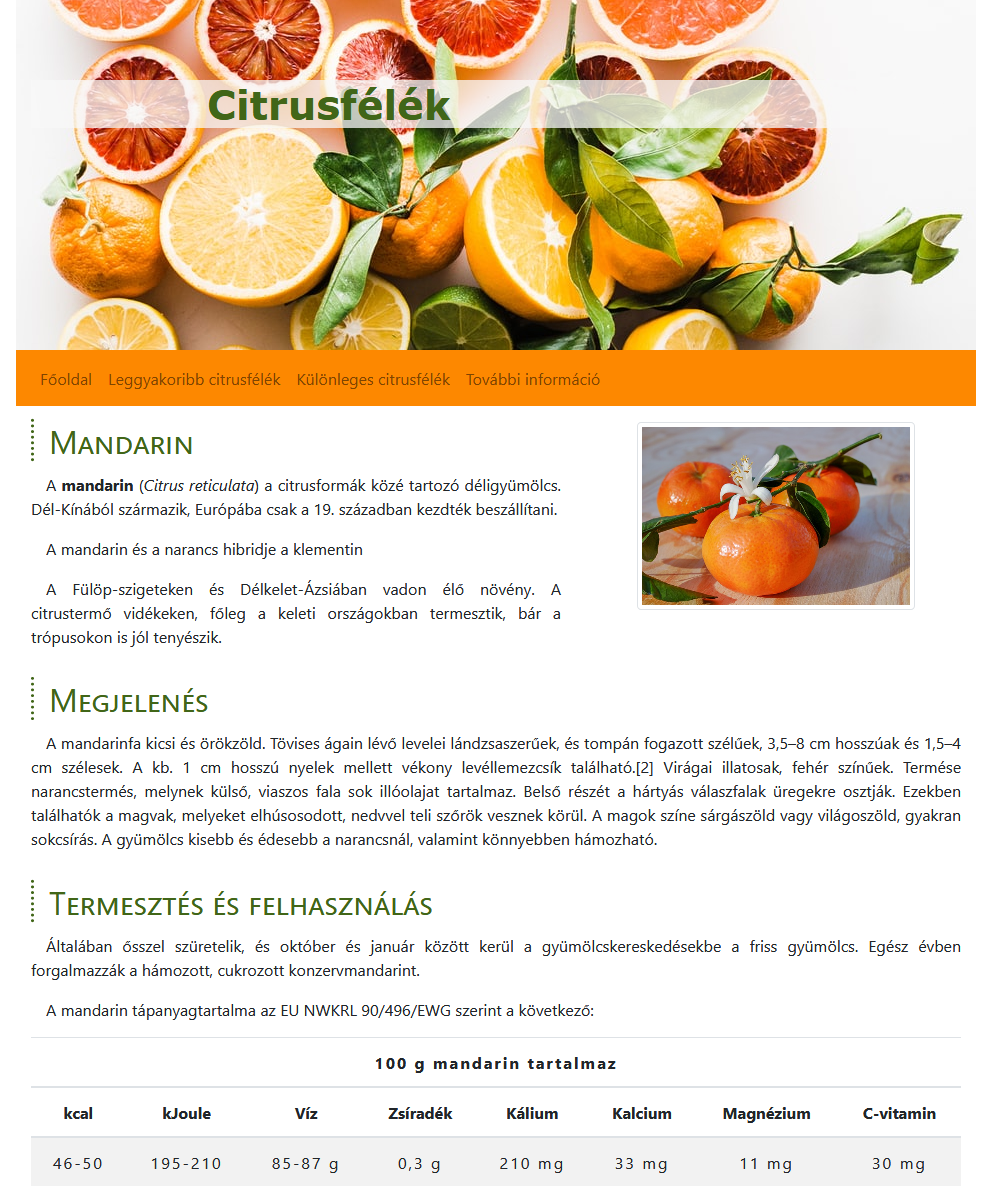 Citrusfélék
Főoldal Leggyakoribb citrusfélék Különleges citrusfélék További információ
Mandarin
A mandarin (Citrus reticulata) a citrusformák közé tartozó déligyümölcs.
Dél-Kínából származik, Európába csak a 19. században kezdték beszállítani.
A mandarin és a narancs hibridje a klementin
A Fülöp-szigeteken és Délkelet-Ázsiában vadon élő növény. A
citrustermő vidékeken, főleg a keleti országokban termesztik, bár a
trópusokon is jól tenyészik.
Megjelenés
A mandarinfa kicsi és örökzöld. Tövises ágain lévő levelei lándzsaszerűek, és tompán fogazott szélűek, 3,5–8 cm hosszúak és 1,5–4
cm szélesek. A kb. 1 cm hosszú nyelek mellett vékony levéllemezcsík található.[2] Virágai illatosak, fehér színűek. Termése
narancstermés, melynek külső, viaszos fala sok illóolajat tartalmaz. Belső részét a hártyás válaszfalak üregekre osztják. Ezekben
találhatók a magvak, melyeket elhúsosodott, nedvvel teli szőrök vesznek körül. A magok színe sárgászöld vagy világoszöld, gyakran
sokcsírás. A gyümölcs kisebb és édesebb a narancsnál, valamint könnyebben hámozható.
Termesztés és felhasználás
Általában ősszel szüretelik, és október és január között kerül a gyümölcskereskedésekbe a friss gyümölcs. Egész évben
forgalmazzák a hámozott, cukrozott konzervmandarint.
A mandarin tápanyagtartalma az EU NWKRL 90/496/EWG szerint a következő:
100 g mandarin tartalmaz
kcal kJoule Víz Zsíradék Kálium Kalcium Magnézium C-vitamin
46-50 195-210 85-87 g 0,3 g 210 mg 33 mg 11 mg 30 mg